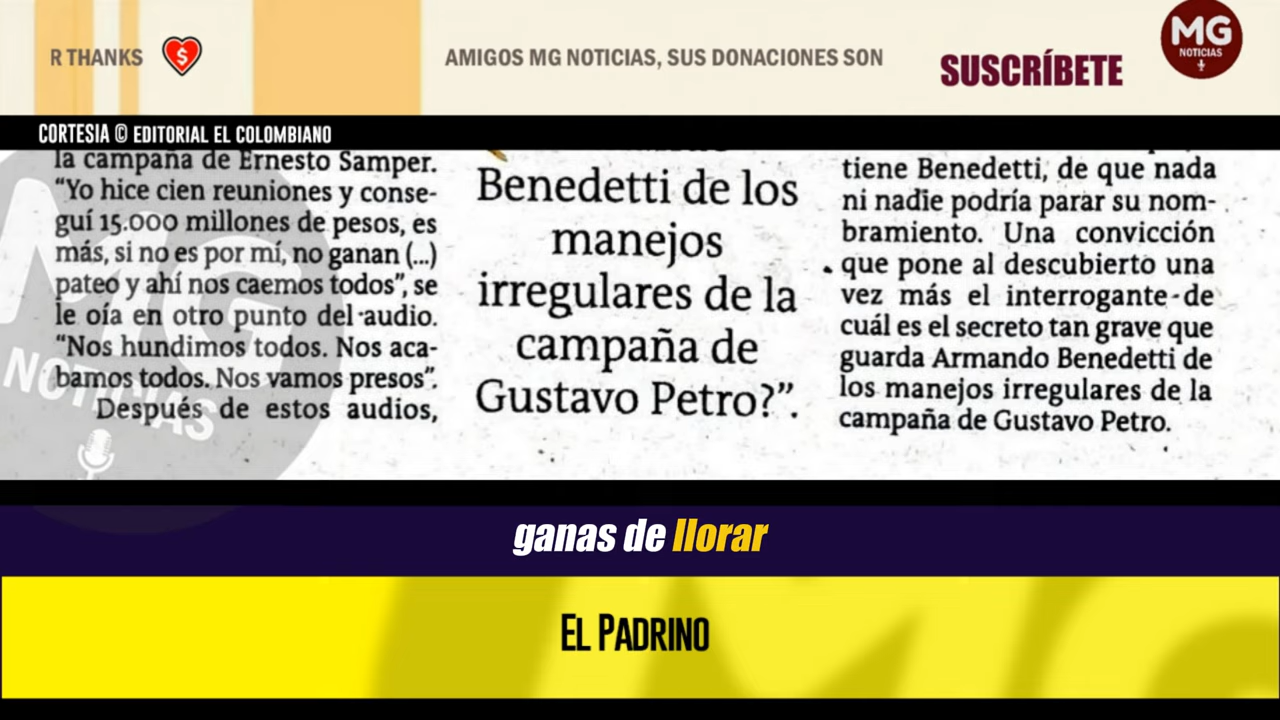 R THANKS
AMIGOS MG NOTICIAS, SUS DONACIONES SON
SUSCRÍBETE
MG
NOTICIAS
CORTESIA © EDITORIAL EL COLOMBIANO
la campaña de Ernesto Samper.
“Yo hice cien reuniones y conse-
guí 15.000 millones de pesos, es
más, si no es por mí, no ganan (...)
pateo y ahí nos caemos todos”, se
le oía en otro punto del audio.
“Nos hundimos todos. Nos aca-
bamos todos. Nos vamos presos”.
Después de estos audios,
Benedetti de los
manejos
irregulares de la
campaña de
Gustavo Petro?”.
tiene Benedetti, de que nada
ni nadie podría parar su nom-
bramiento. Una convicción
que pone al descubierto una
vez más el interrogante de
cuál es el secreto tan grave que
guarda Armando Benedetti de
los manejos irregulares de la
campaña de Gustavo Petro.
MG
NOTICIAS
ganas de llorar
EL PADRINO